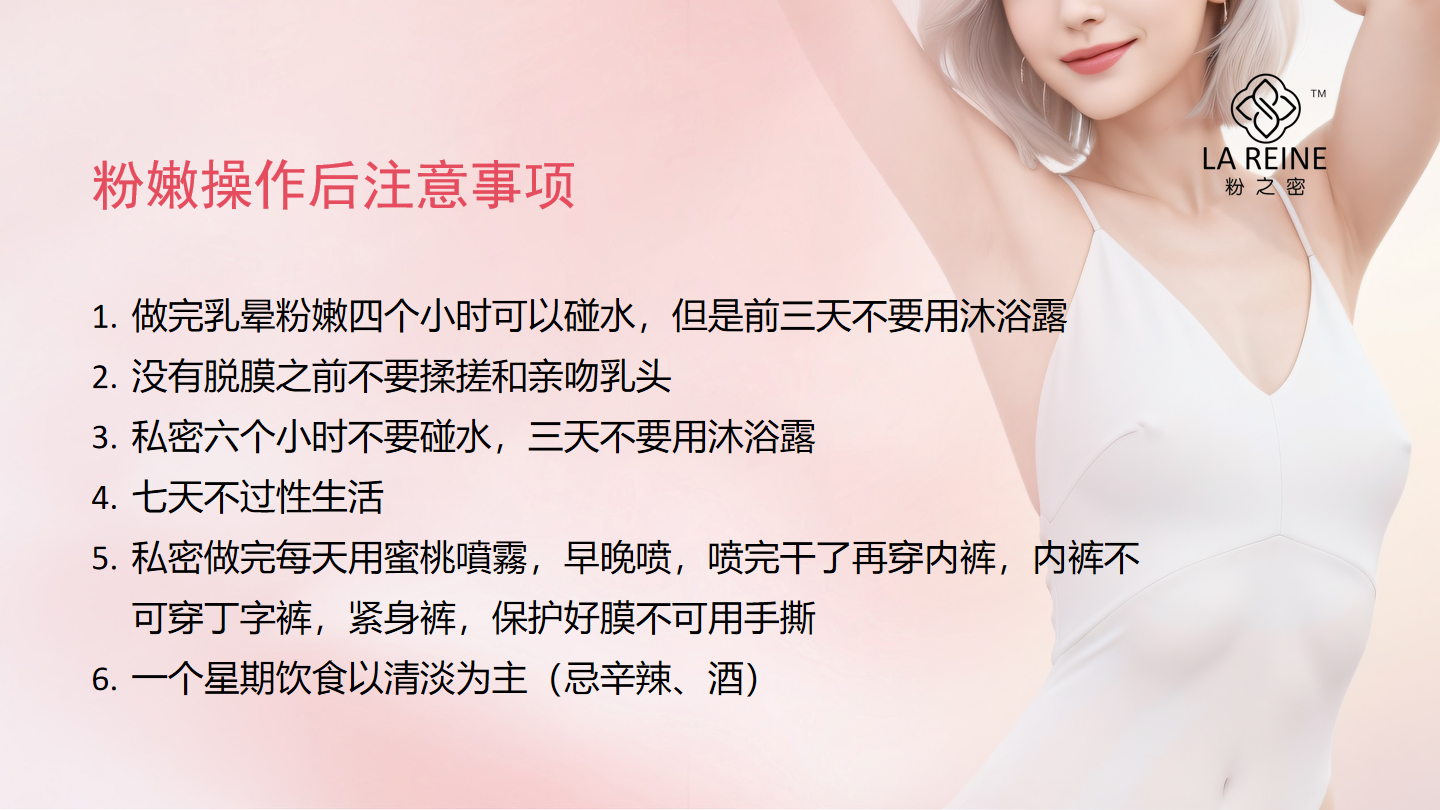 TM
LA REINE
粉之密
粉嫩操作后注意事项
1. 做完乳晕粉嫩四个小时可以碰水，但是前三天不要用沐浴露
2. 没有脱膜之前不要揉搓和亲吻乳头
3. 私密六个小时不要碰水，三天不要用沐浴露
4. 七天不过性生活
5. 私密做完每天用蜜桃噴霧，早晚喷，喷完干了再穿内裤，内裤不
可穿丁字裤，紧身裤，保护好膜不可用手撕
6. 一个星期饮食以清淡为主（忌辛辣、酒）